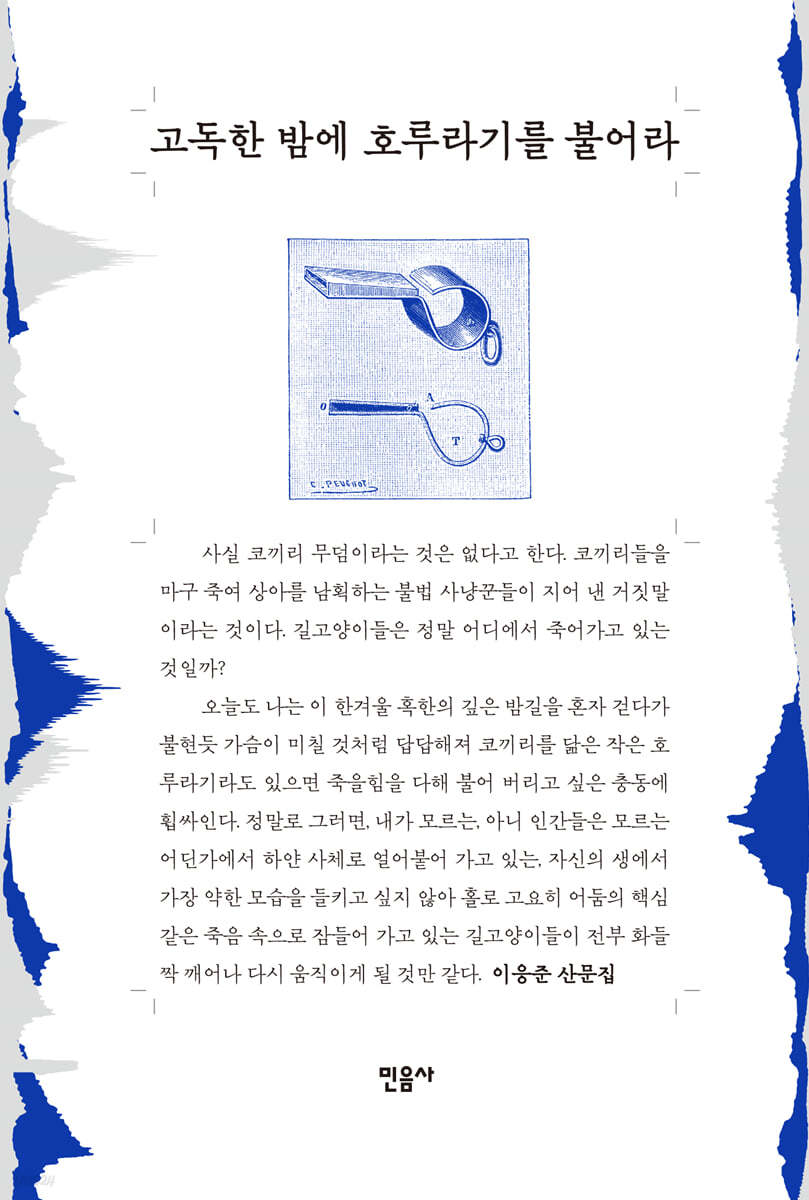 고독한 밤에 호루라기를 불어라
O
A
T
C. PEUCHOT
사실 코끼리 무덤이라는 것은 없다고 한다. 코끼리들을
마구 죽여 상아를 남획하는 불법 사냥꾼들이 지어 낸 거짓말
이라는 것이다. 길고양이들은 정말 어디에서 죽어가고 있는
것일까?
오늘도 나는 이 한겨울 혹한의 깊은 밤길을 혼자 걷다가
불현듯 가슴이 미칠 것처럼 답답해져 코끼리를 닮은 작은 호
루라기라도 있으면 죽을힘을 다해 불어 버리고 싶은 충동에
휩싸인다. 정말로 그러면, 내가 모르는, 아니 인간들은 모르는
어딘가에서 하얀 사체로 얼어붙어 가고 있는, 자신의 생에서
가장 약한 모습을 들키고 싶지 않아 홀로 고요히 어둠의 핵심
같은 죽음 속으로 잠들어 가고 있는 길고양이들이 전부 화들
짝 깨어나 다시 움직이게 될 것만 같다. 이응준 산문집
민음사